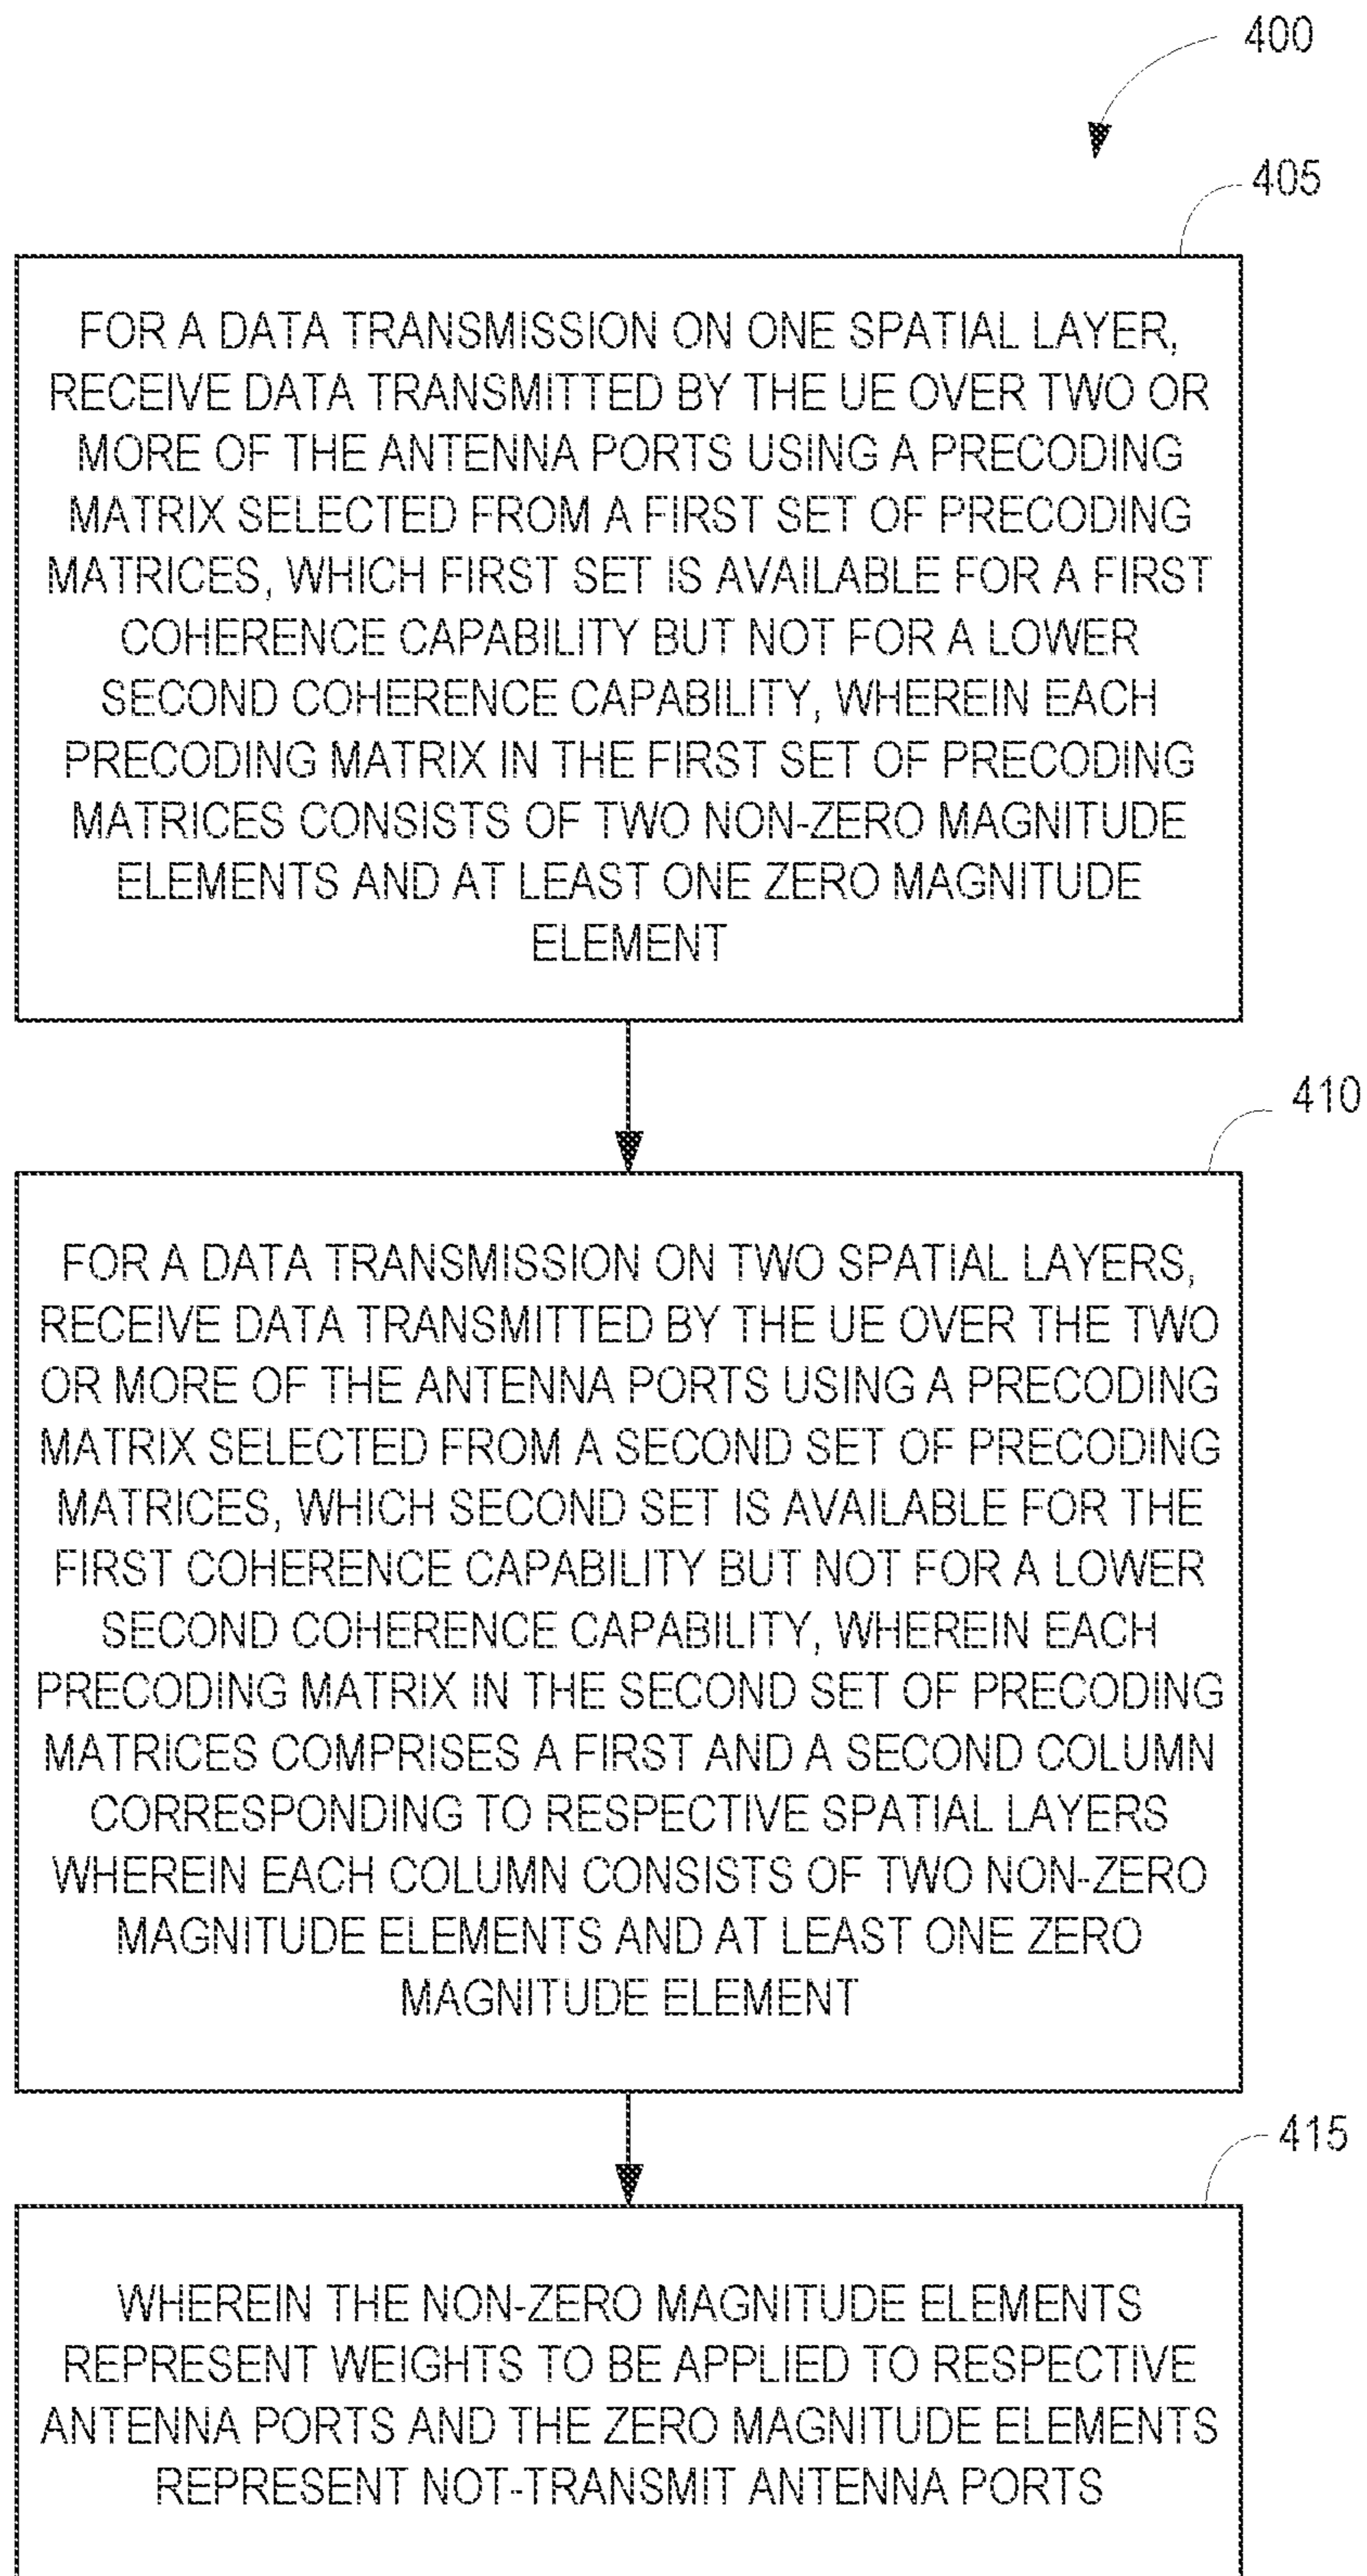 400
405
FOR A DATA TRANSMISSION ON ONE SPATIAL LAYER,
RECEIVE DATA TRANSMITTED BY THE UE OVER TWO OR
MORE OF THE ANTENNA PORTS USING A PRECODING
MATRIX SELECTED FROM A FIRST SET OF PRECODING
MATRICES, WHICH FIRST SET IS AVAILABLE FOR A FIRST
COHERENCE CAPABILITY BUT NOT FOR A LOWER
SECOND COHERENCE CAPABILITY, WHEREIN EACH
PRECODING MATRIX IN THE FIRST SET OF PRECODING
MATRICES CONSISTS OF TWO NON-ZERO MAGNITUDE
ELEMENTS AND AT LEAST ONE ZERO MAGNITUDE
ELEMENT
410
FOR A DATA TRANSMISSION ON TWO SPATIAL LAYERS,
RECEIVE DATA TRANSMITTED BY THE UE OVER THE TWO
OR MORE OF THE ANTENNA PORTS USING A PRECODING
MATRIX SELECTED FROM A SECOND SET OF PRECODING
MATRICES, WHICH SECOND SET IS AVAILABLE FOR THE
FIRST COHERENCE CAPABILITY BUT NOT FOR A LOWER
SECOND COHERENCE CAPABILITY, WHEREIN EACH
PRECODING MATRIX IN THE SECOND SET OF PRECODING
MATRICES COMPRISES A FIRST AND A SECOND COLUMN
CORRESPONDING TO RESPECTIVE SPATIAL LAYERS
WHEREIN EACH COLUMN CONSISTS OF TWO NON-ZERO
MAGNITUDE ELEMENTS AND AT LEAST ONE ZERO
MAGNITUDE ELEMENT
415
WHEREIN THE NON-ZERO MAGNITUDE ELEMENTS
REPRESENT WEIGHTS TO BE APPLIED TO RESPECTIVE
ANTENNA PORTS AND THE ZERO MAGNITUDE ELEMENTS
REPRESENT NOT-TRANSMIT ANTENNA PORTS